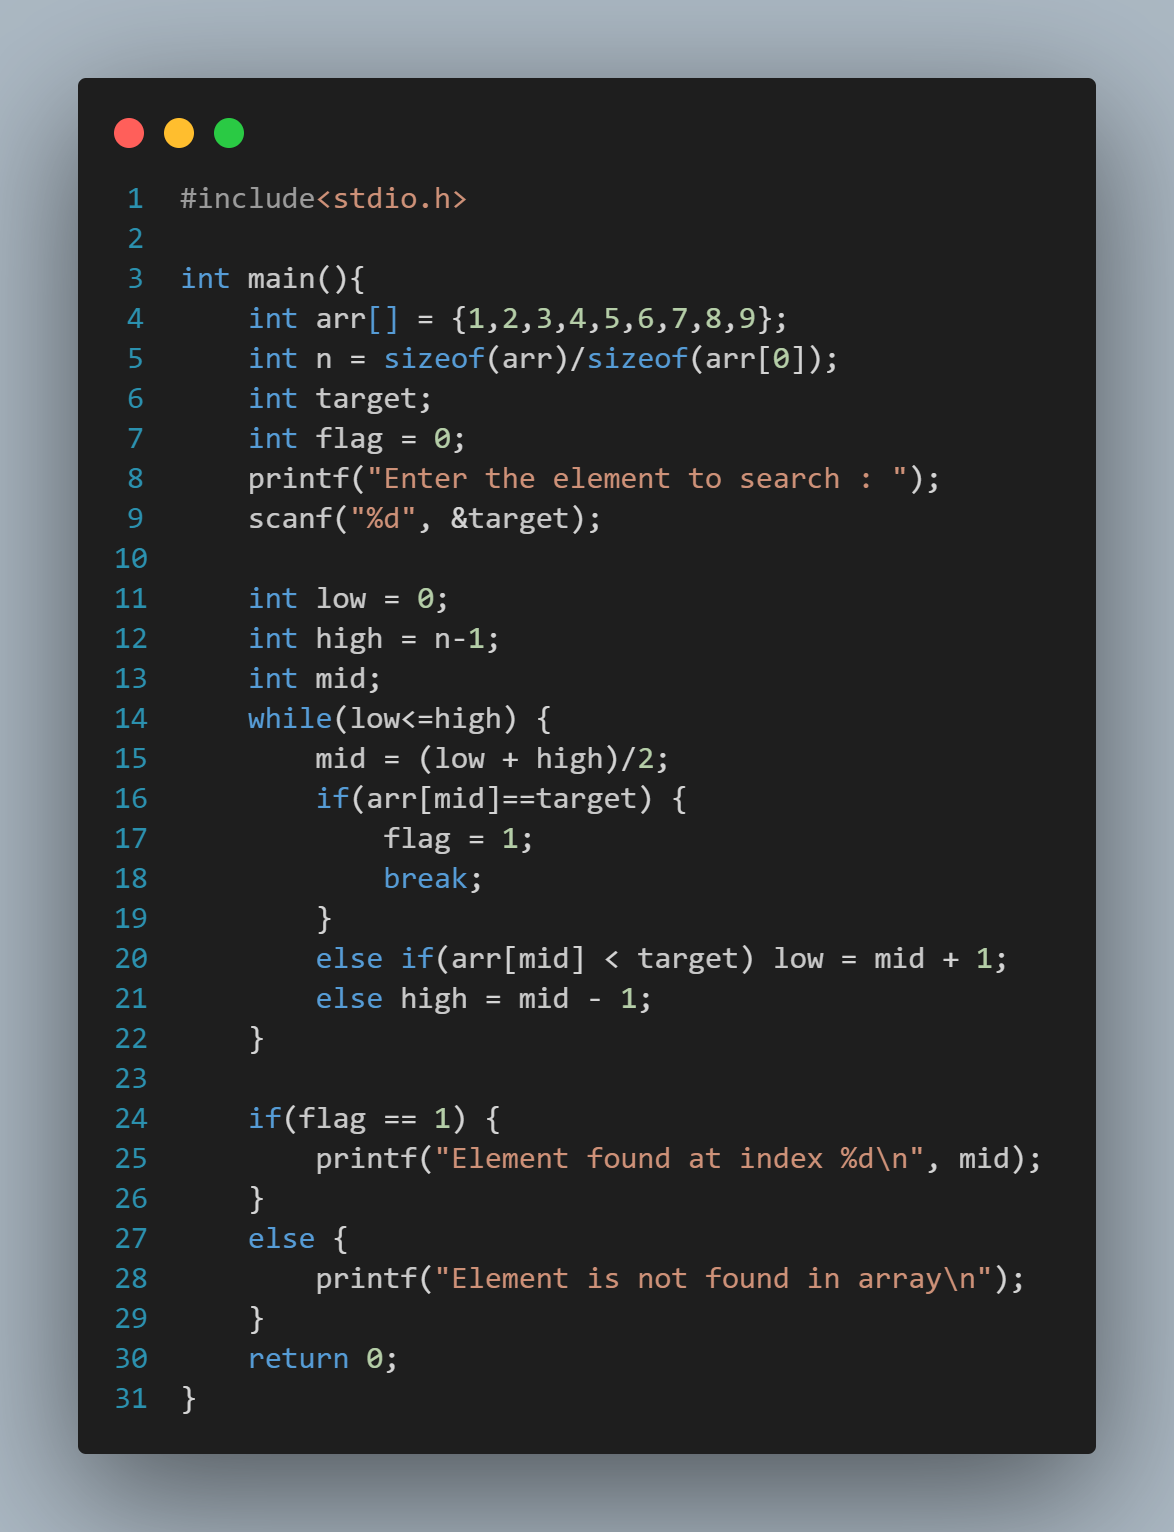 1 #include<stdio.h>
2
3 int main(){
4     int arr[] = {1,2,3,4,5,6,7,8,9};
5     int n = sizeof(arr)/sizeof(arr[0]);
6     int target;
7     int flag = 0;
8     printf("Enter the element to search : ");
9     scanf("%d", &target);
10
11     int low = 0;
12     int high = n-1;
13     int mid;
14     while(low<=high) {
15         mid = (low + high)/2;
16         if(arr[mid]==target) {
17             flag = 1;
18             break;
19         }
20         else if(arr[mid] < target) low = mid + 1;
21         else high = mid - 1;
22     }
23
24     if(flag == 1) {
25         printf("Element found at index %d\n", mid);
26     }
27     else {
28         printf("Element is not found in array\n");
29     }
30     return 0;
31 }